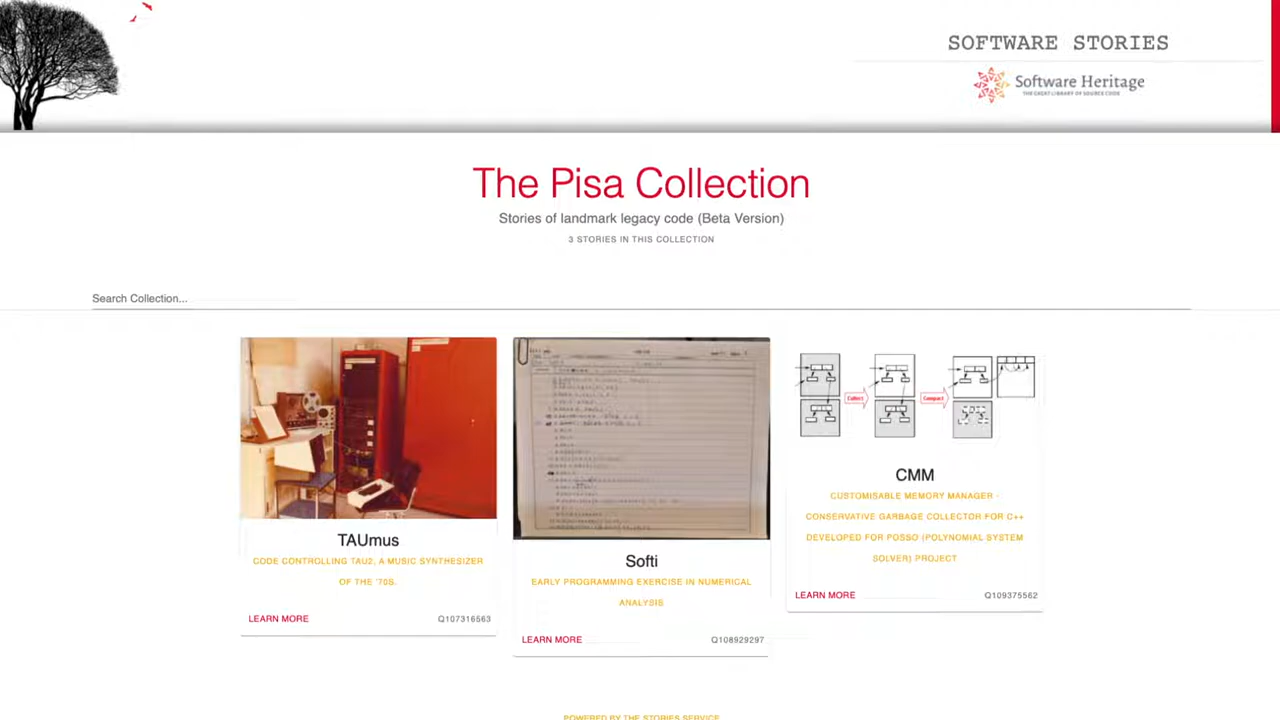 SOFTWARE STORIES
Software Heritage
THE GREAT LIBRARY OF SOURCE CODE
The Pisa Collection
Stories of landmark legacy code (Beta Version)
3 STORIES IN THIS COLLECTION
Search Collection...
Collect
Compact
TAUmus
CODE CONTROLLING TAU2, A MUSIC SYNTHESIZER
OF THE '70S.
LEARN MORE
Q107316563
Softi
EARLY PROGRAMMING EXERCISE IN NUMERICAL
ANALYSIS
LEARN MORE
Q108929297
CMM
CUSTOMISABLE MEMORY MANAGER -
CONSERVATIVE GARBAGE COLLECTOR FOR C++
DEVELOPED FOR POSSO (POLYNOMIAL SYSTEM
SOLVER) PROJECT
LEARN MORE
Q109375562
POWERED BY THE STORIES SERVICE